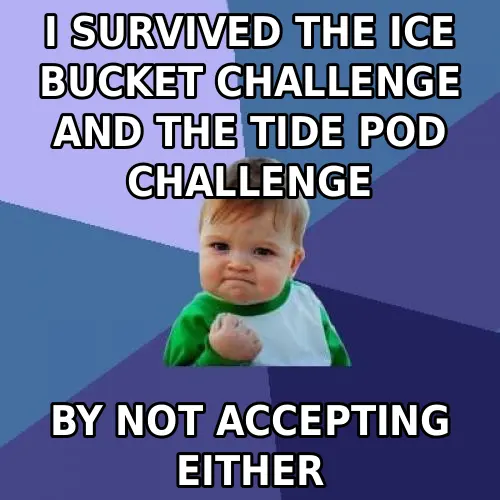 I SURVIVED THE ICE
BUCKET CHALLENGE
AND THE TIDE POD
CHALLENGE
BY NOT ACCEPTING
EITHER